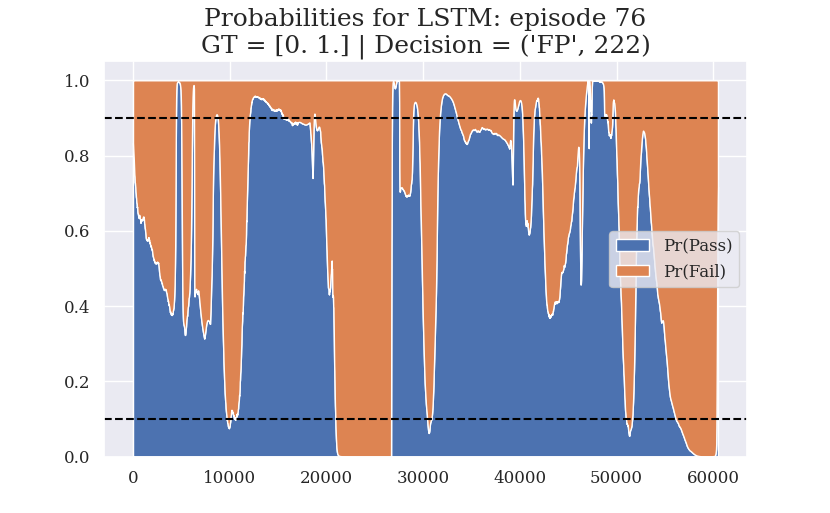 Probabilities for LSTM: episode 76
GT = [0. 1.] | Decision = ('FP', 222)
1.0
0.8
0.6
0.4
0.2
0.0
Pr(Pass)
Pr(Fail)
0 10000 20000 30000 40000 50000 60000